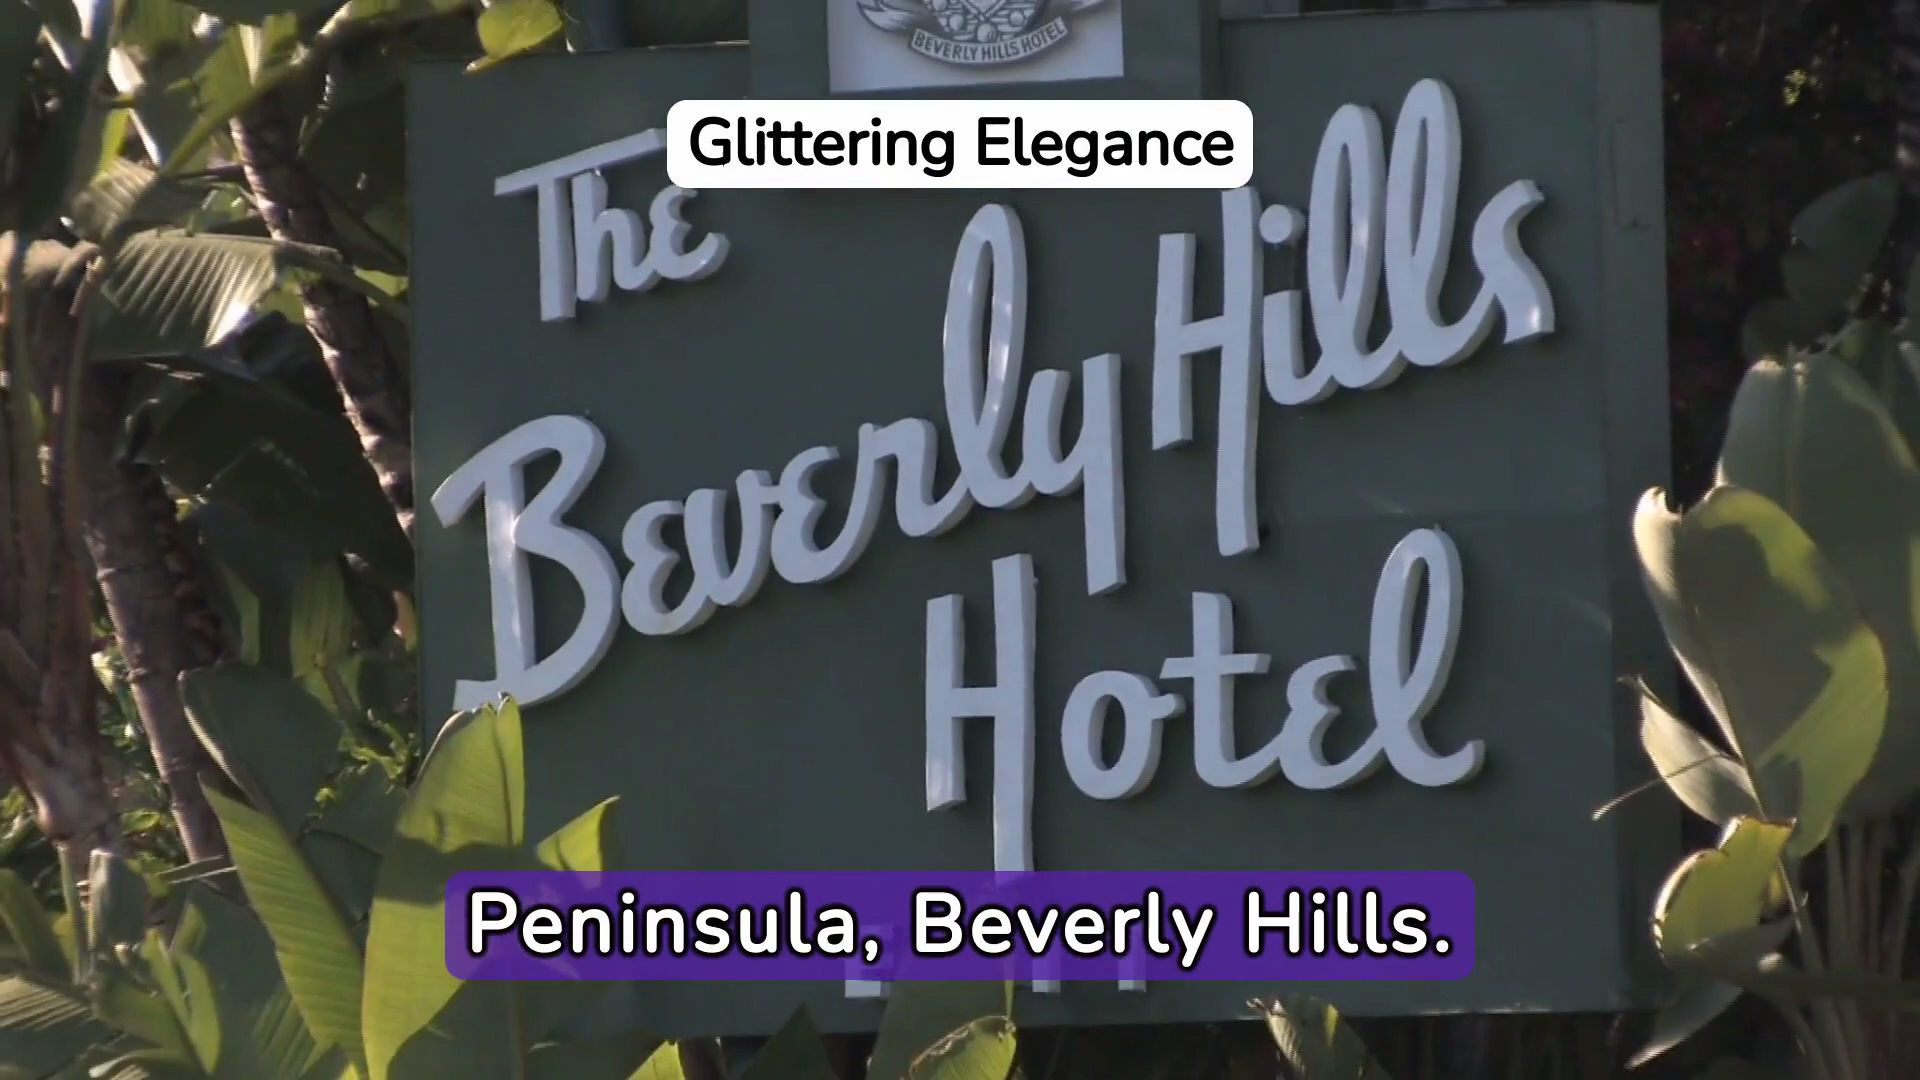 BEVERLY HILLS HOTEL
Glittering Elegance
The
Beverly Hills
Hotel
Peninsula, Beverly Hills.